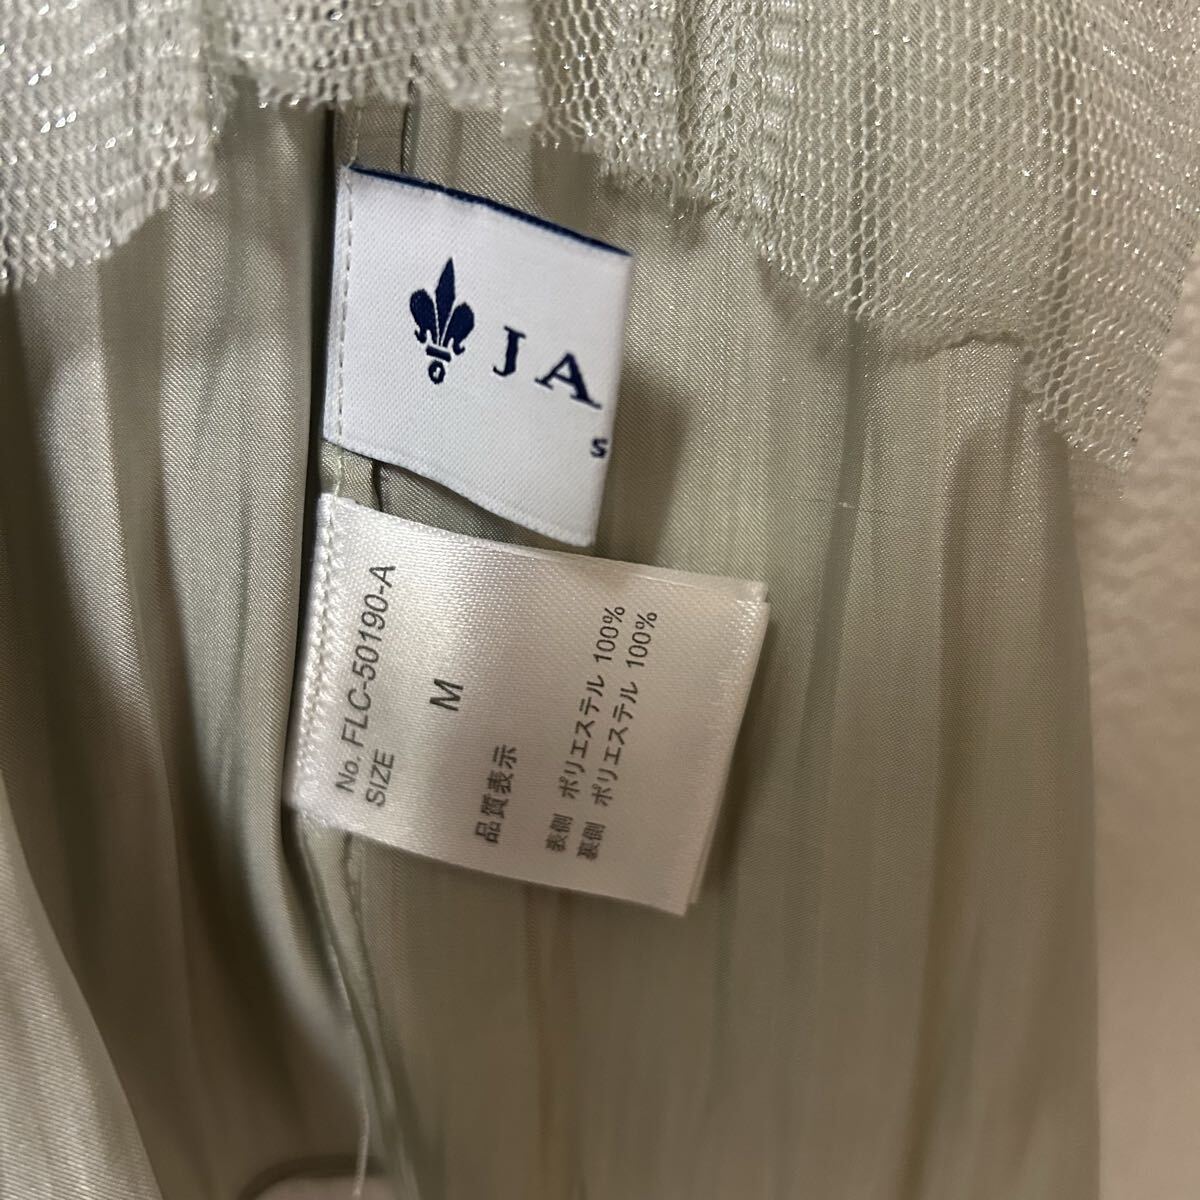 JA
S
No. FLC-50190-A
SIZE
M
品質表示
表側 ポリエステル 100%
裏側 ポリエステル 100%